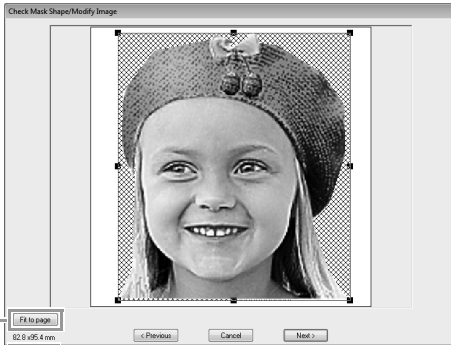 Check Mask Shape/Modify Image
Fit to page
82.8 x95.4 mm
< Previous
Cancel
Next >